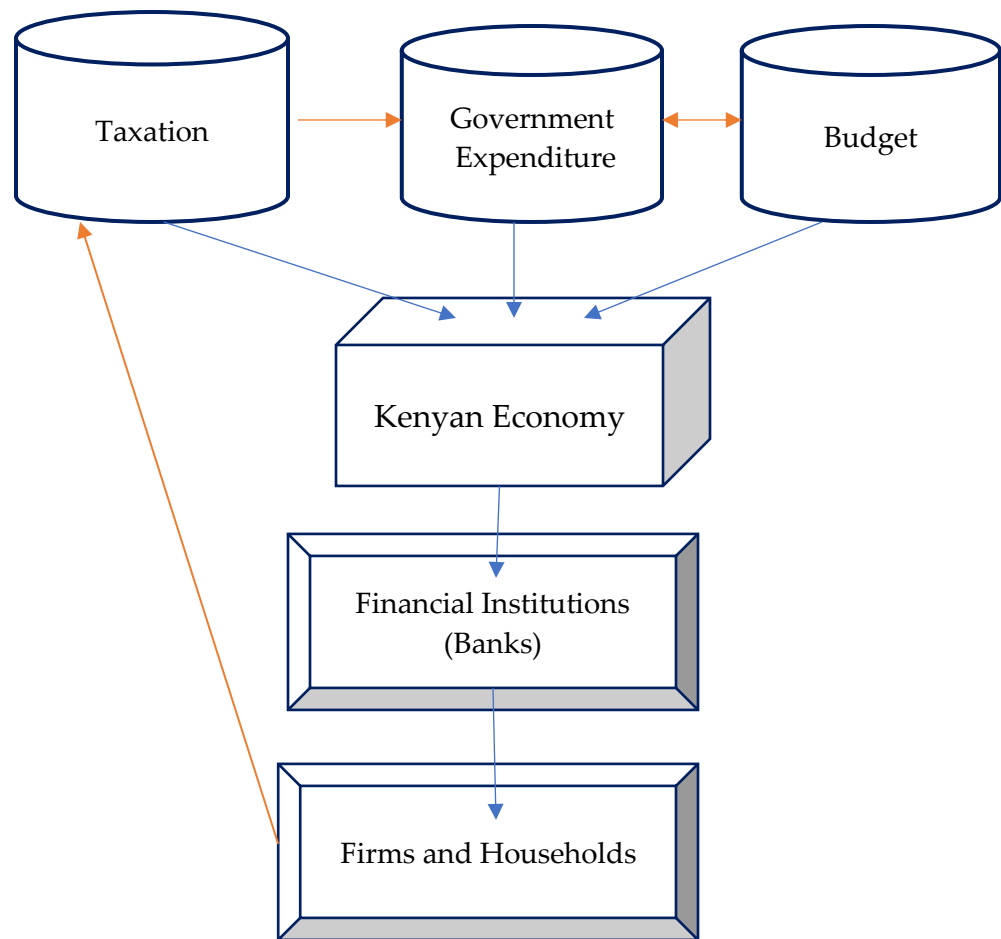 Taxation
Government
Expenditure
Budget
Kenyan Economy
Financial Institutions
(Banks)
Firms and Households